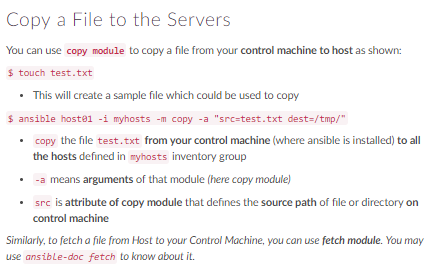 Copy a File to the Servers
You can use copy module to copy a file from your control machine to host as shown:
$ touch test.txt
• This will create a sample file which could be used to copy
$ ansible host01 -i myhosts -m copy -a "src=test.txt dest=/tmp/"
• copy the file test.txt from your control machine (where ansible is installed) to all
the hosts defined in myhosts inventory group
• -a means arguments of that module (here copy module)
• src is attribute of copy module that defines the source path of file or directory on
control machine
Similarly, to fetch a file from Host to your Control Machine, you can use fetch module. You may
use ansible-doc fetch to know about it.